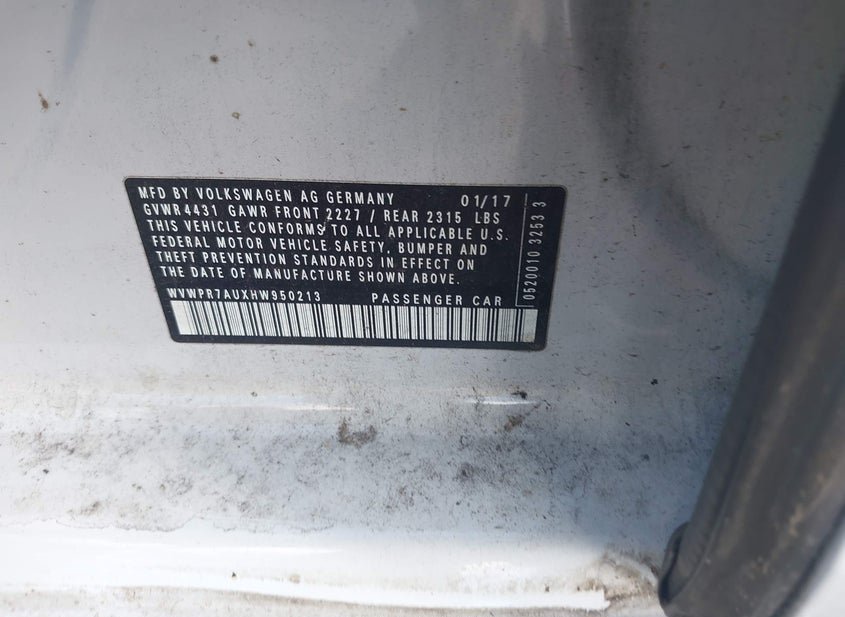 MFD BY VOLKSWAGEN AG GERMANY 01/17
GVWR 4431 GAWR FRONT 2227 / REAR 2315 LBS
THIS VEHICLE CONFORMS TO ALL APPLICABLE U.S.
FEDERAL MOTOR VEHICLE SAFETY, BUMPER AND
THEFT PREVENTION STANDARDS IN EFFECT ON
THE DATE OF MANUFACTURE SHOWN ABOVE.
WVWPR7AUXHW950213 PASSENGER CAR
0520010 3253 3